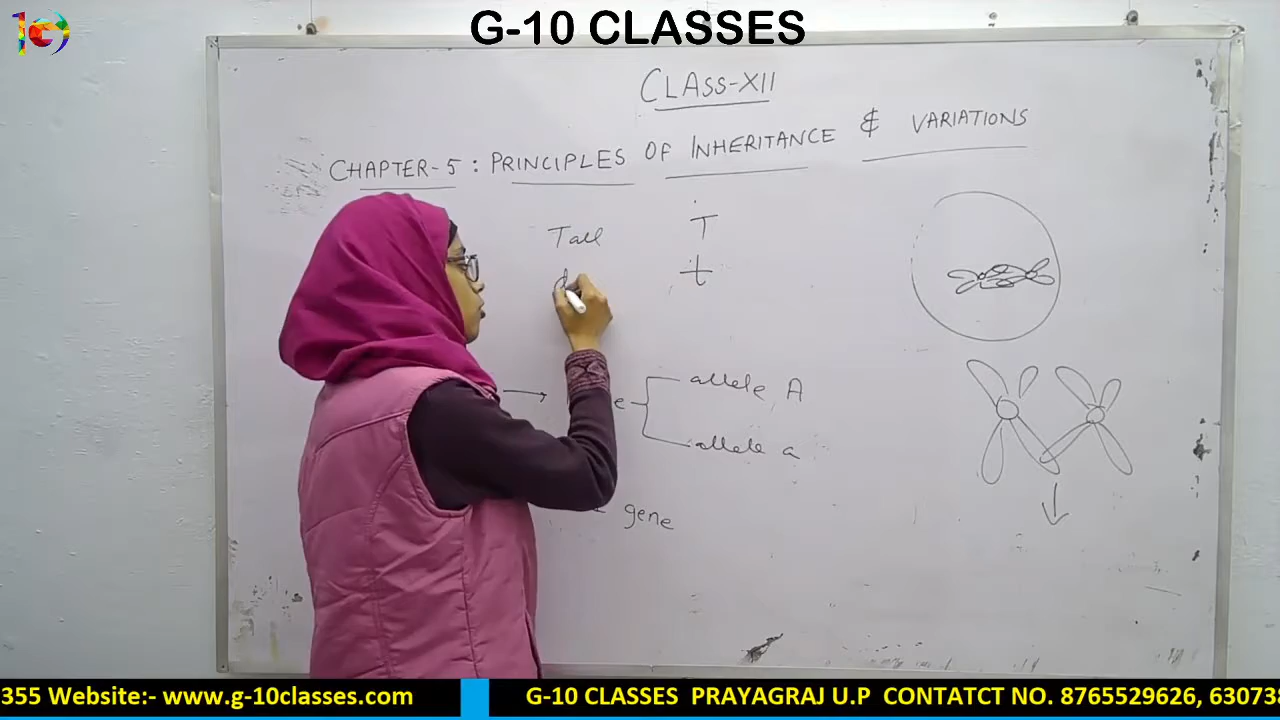 G-10 CLASSES
CLASS-XII
CHAPTER-5 : PRINCIPLES OF INHERITANCE & VARIATIONS
Tall T
t
allele A
allele a
gene
355 Website:- www.g-10classes.com G-10 CLASSES PRAYAGRAJ U.P CONTATCT NO. 8765529626, 63073